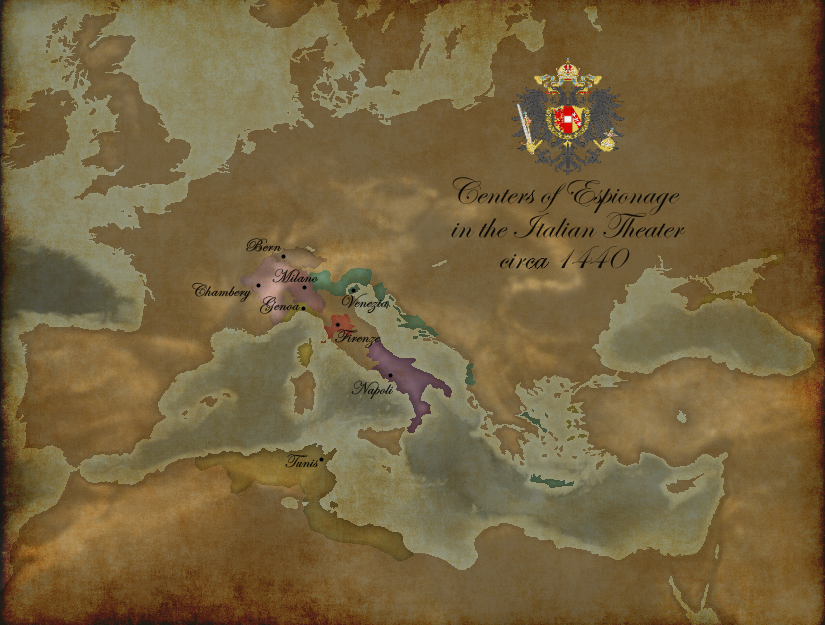 Centers of Espionage
in the Italian Theater
circa 1440
Bern
Milano
Chambery
Genoa
Venezia
Firenze
Napoli
Tunis